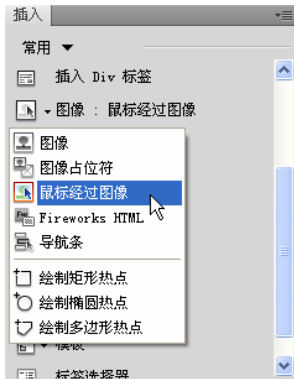 插入
常用
插入 Div 标签
图像 : 鼠标经过图像
图像
图像占位符
鼠标经过图像
Fireworks HTML
导航条
绘制矩形热点
绘制椭圆热点
绘制多边形热点
模板
标签选择器